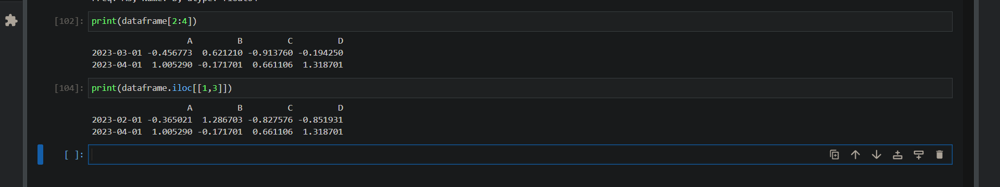 [102]: print(dataframe[2:4])
A B C D
2023-03-01 -0.456773 0.621210 -0.913760 -0.194250
2023-04-01 1.005290 -0.171701 0.661106 1.318701
[104]: print(dataframe.iloc[[1,3]])
A B C D
2023-02-01 -0.365021 1.286703 -0.827576 -0.851931
2023-04-01 1.005290 -0.171701 0.661106 1.318701
[ ]: